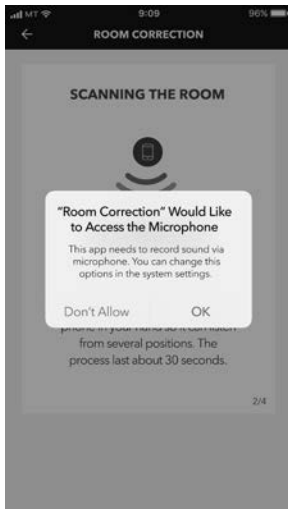 MT 9:09 96%
ROOM CORRECTION
SCANNING THE ROOM
“Room Correction” Would Like
to Access the Microphone
This app needs to record sound via
microphone. You can change this
options in the system settings.
Don't Allow OK
phone in your hand so it can listen
from several positions. The
process last about 30 seconds.
2/4